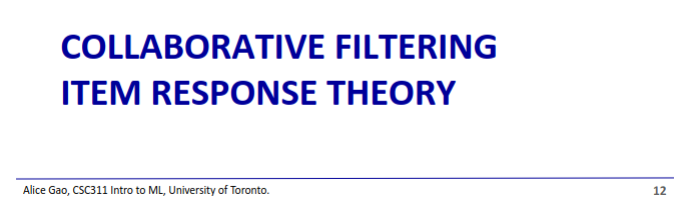 COLLABORATIVE FILTERING
ITEM RESPONSE THEORY
Alice Gao, CSC311 Intro to ML, University of Toronto.
12